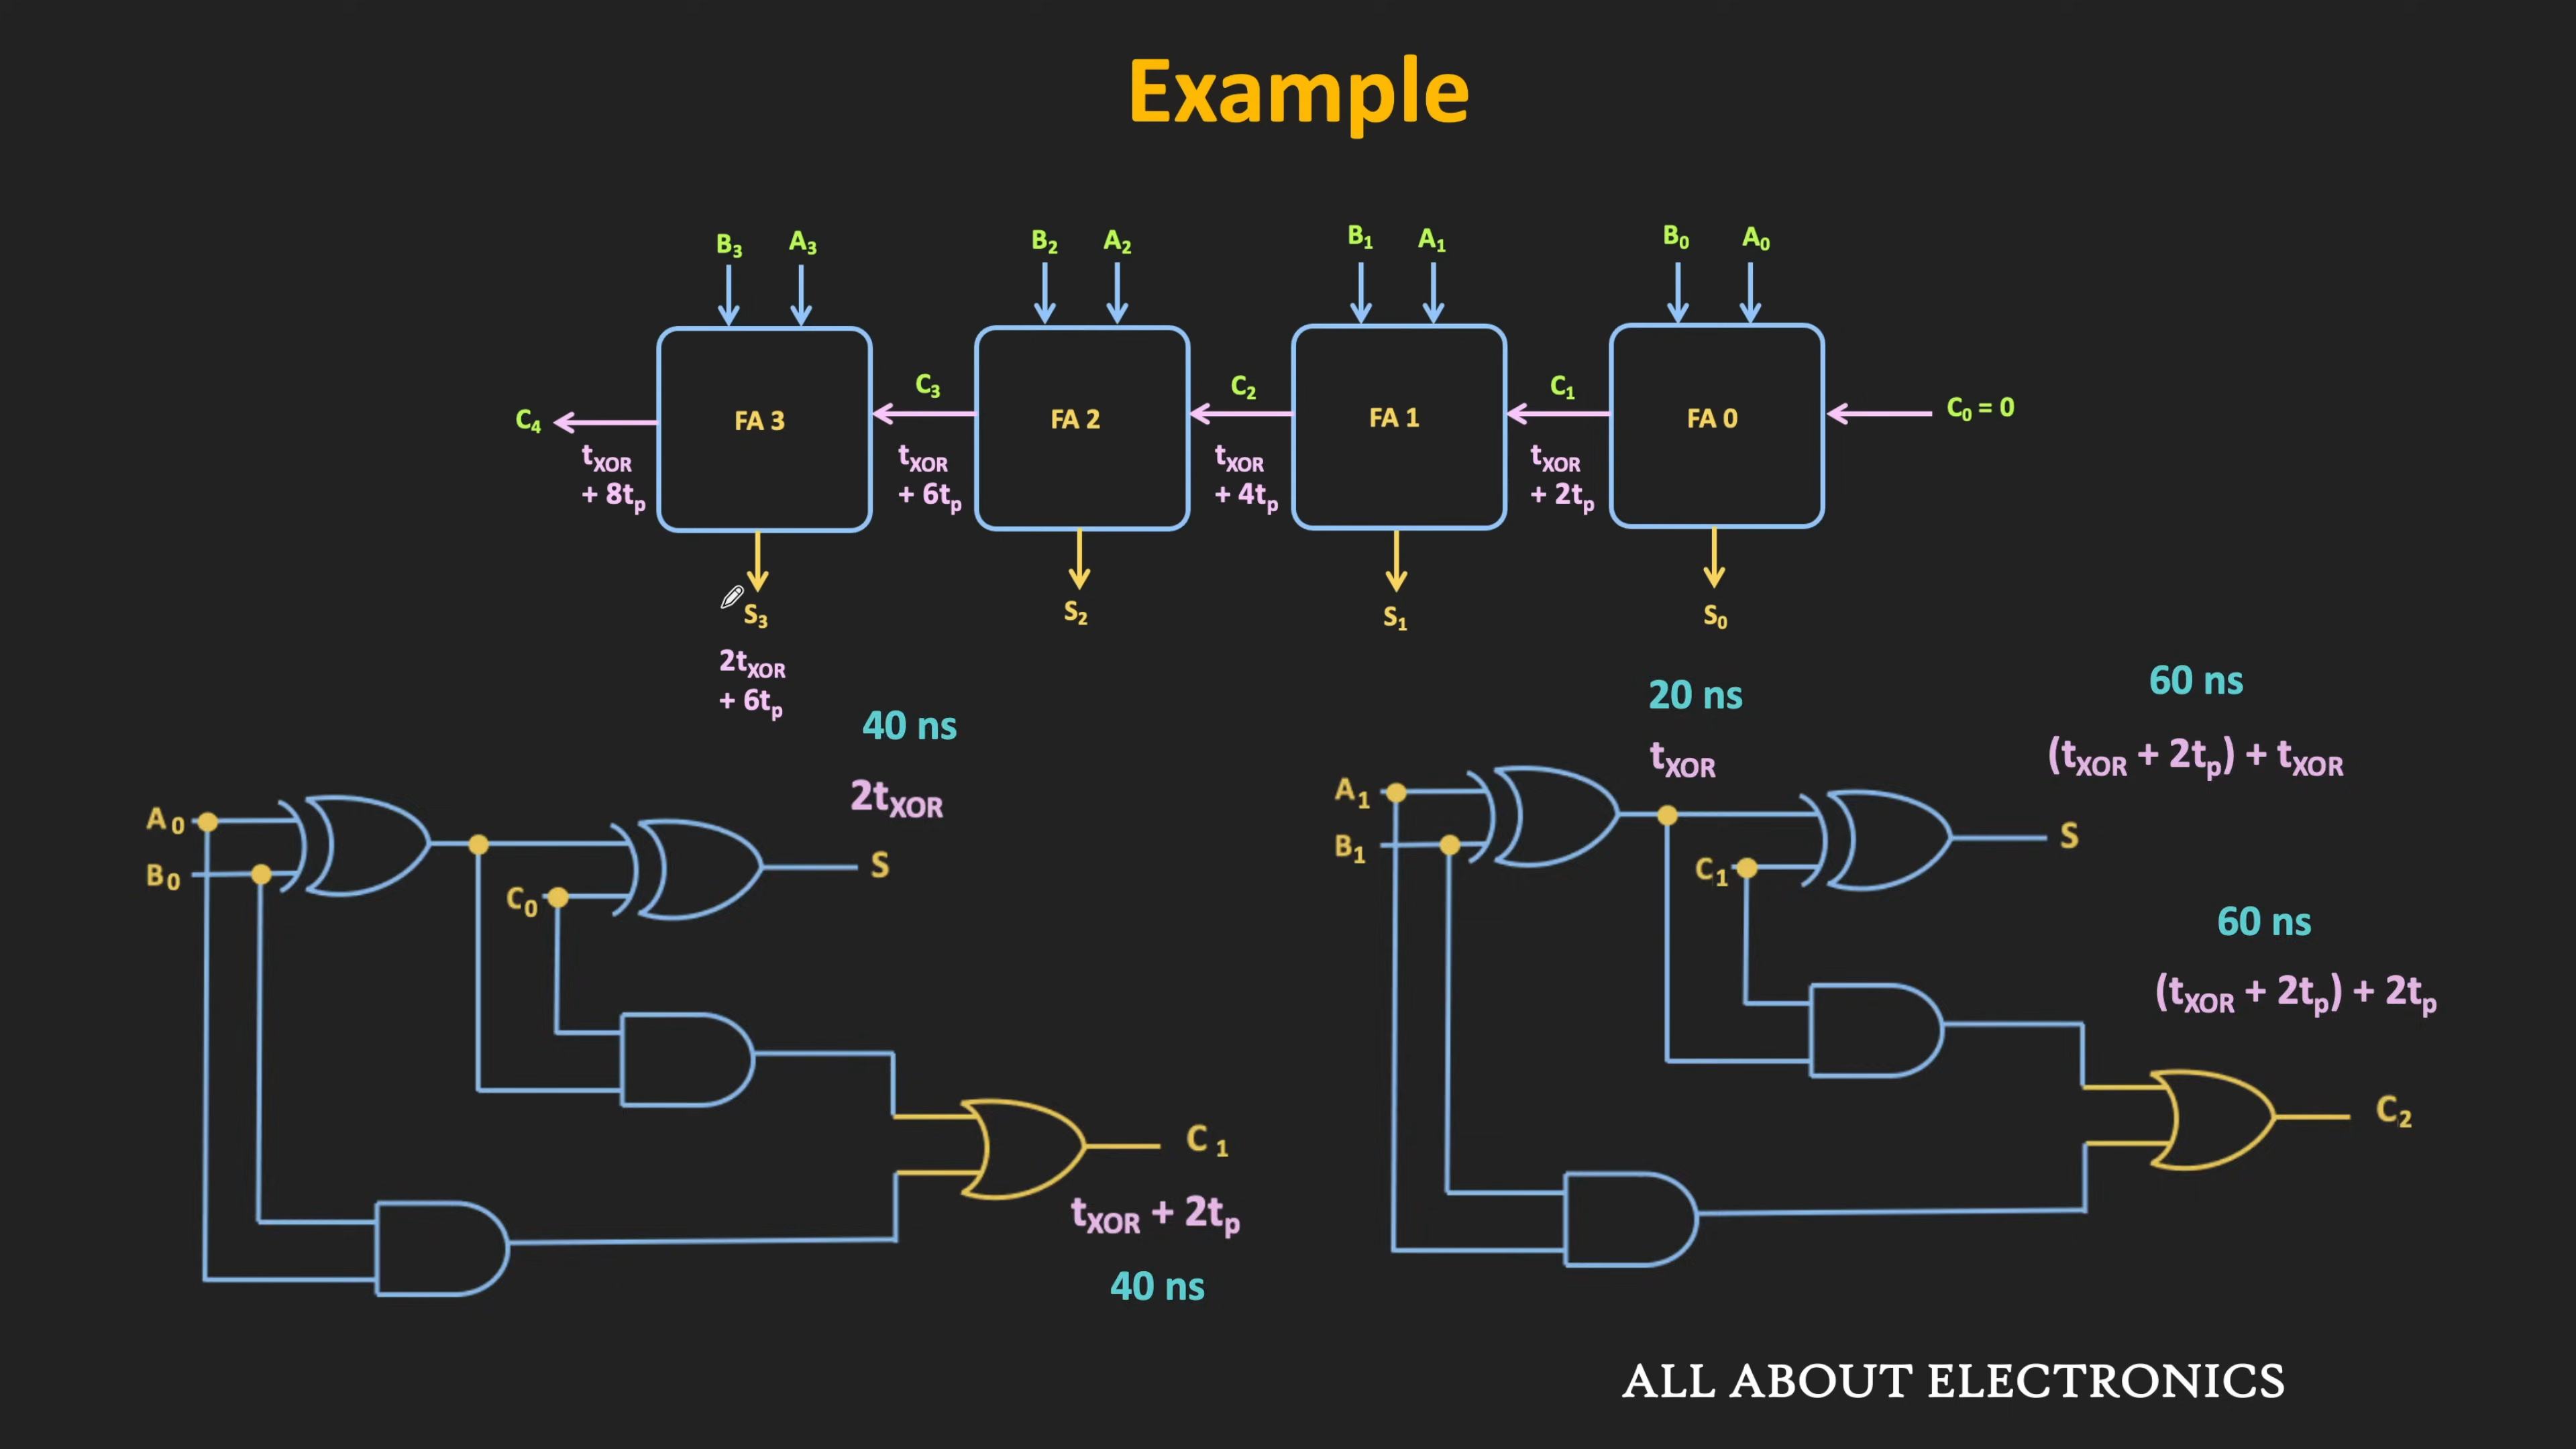 Example
B₃ A₃ B₂ A₂ B₁ A₁ B₀ A₀
C₄ FA 3 C₃ FA 2 C₂ FA 1 C₁ FA 0 C₀ = 0
tXOR + 8tp
tXOR + 6tp
tXOR + 4tp
tXOR + 2tp
S₃ S₂ S₁ S₀
2tXOR + 6tp
40 ns
2tXOR
A₀
B₀
C₀
S
C₁
tXOR + 2tp
40 ns
20 ns
tXOR
60 ns
(tXOR + 2tp) + tXOR
A₁
B₁
C₁
S
60 ns
(tXOR + 2tp) + 2tp
C₂
ALL ABOUT ELECTRONICS